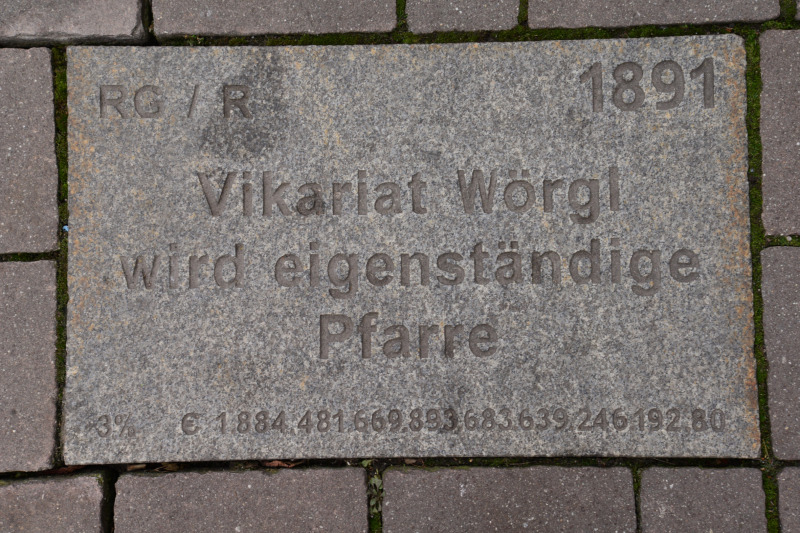 RG / R 1891
Vikariat Wörgl
wird eigenständige
Pfarre
3% € 1.884.481.669.893.683.639.246.192,80